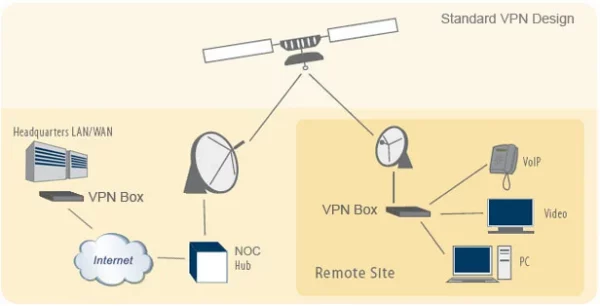 Standard VPN Design
Headquarters LAN/WAN
VPN Box
Internet
NOC
Hub
VPN Box
VoIP
Video
PC
Remote Site